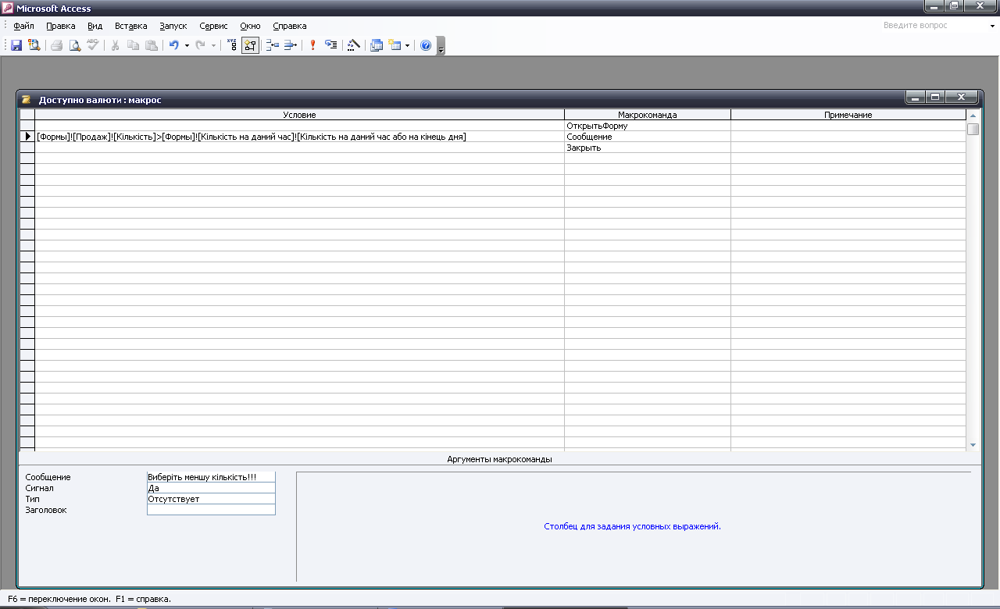 Microsoft Access
Файл Правка Вид Вставка Запуск Сервис Окно Справка Введите вопрос
Доступно валюти : макрос
Условие Макрокоманда Примечание
ОткрытьФорму
[Формы]![Продаж]![Кількість]>[Формы]![Кількість на даний час]![Кількість на даний час або на кінець дня] Сообщение
Закрыть
Аргументы макрокоманды
Сообщение Виберіть меншу кількість!!!
Сигнал Да
Тип Отсутствует
Заголовок
Столбец для задания условных выражений.
F6 = переключение окон. F1 = справка.